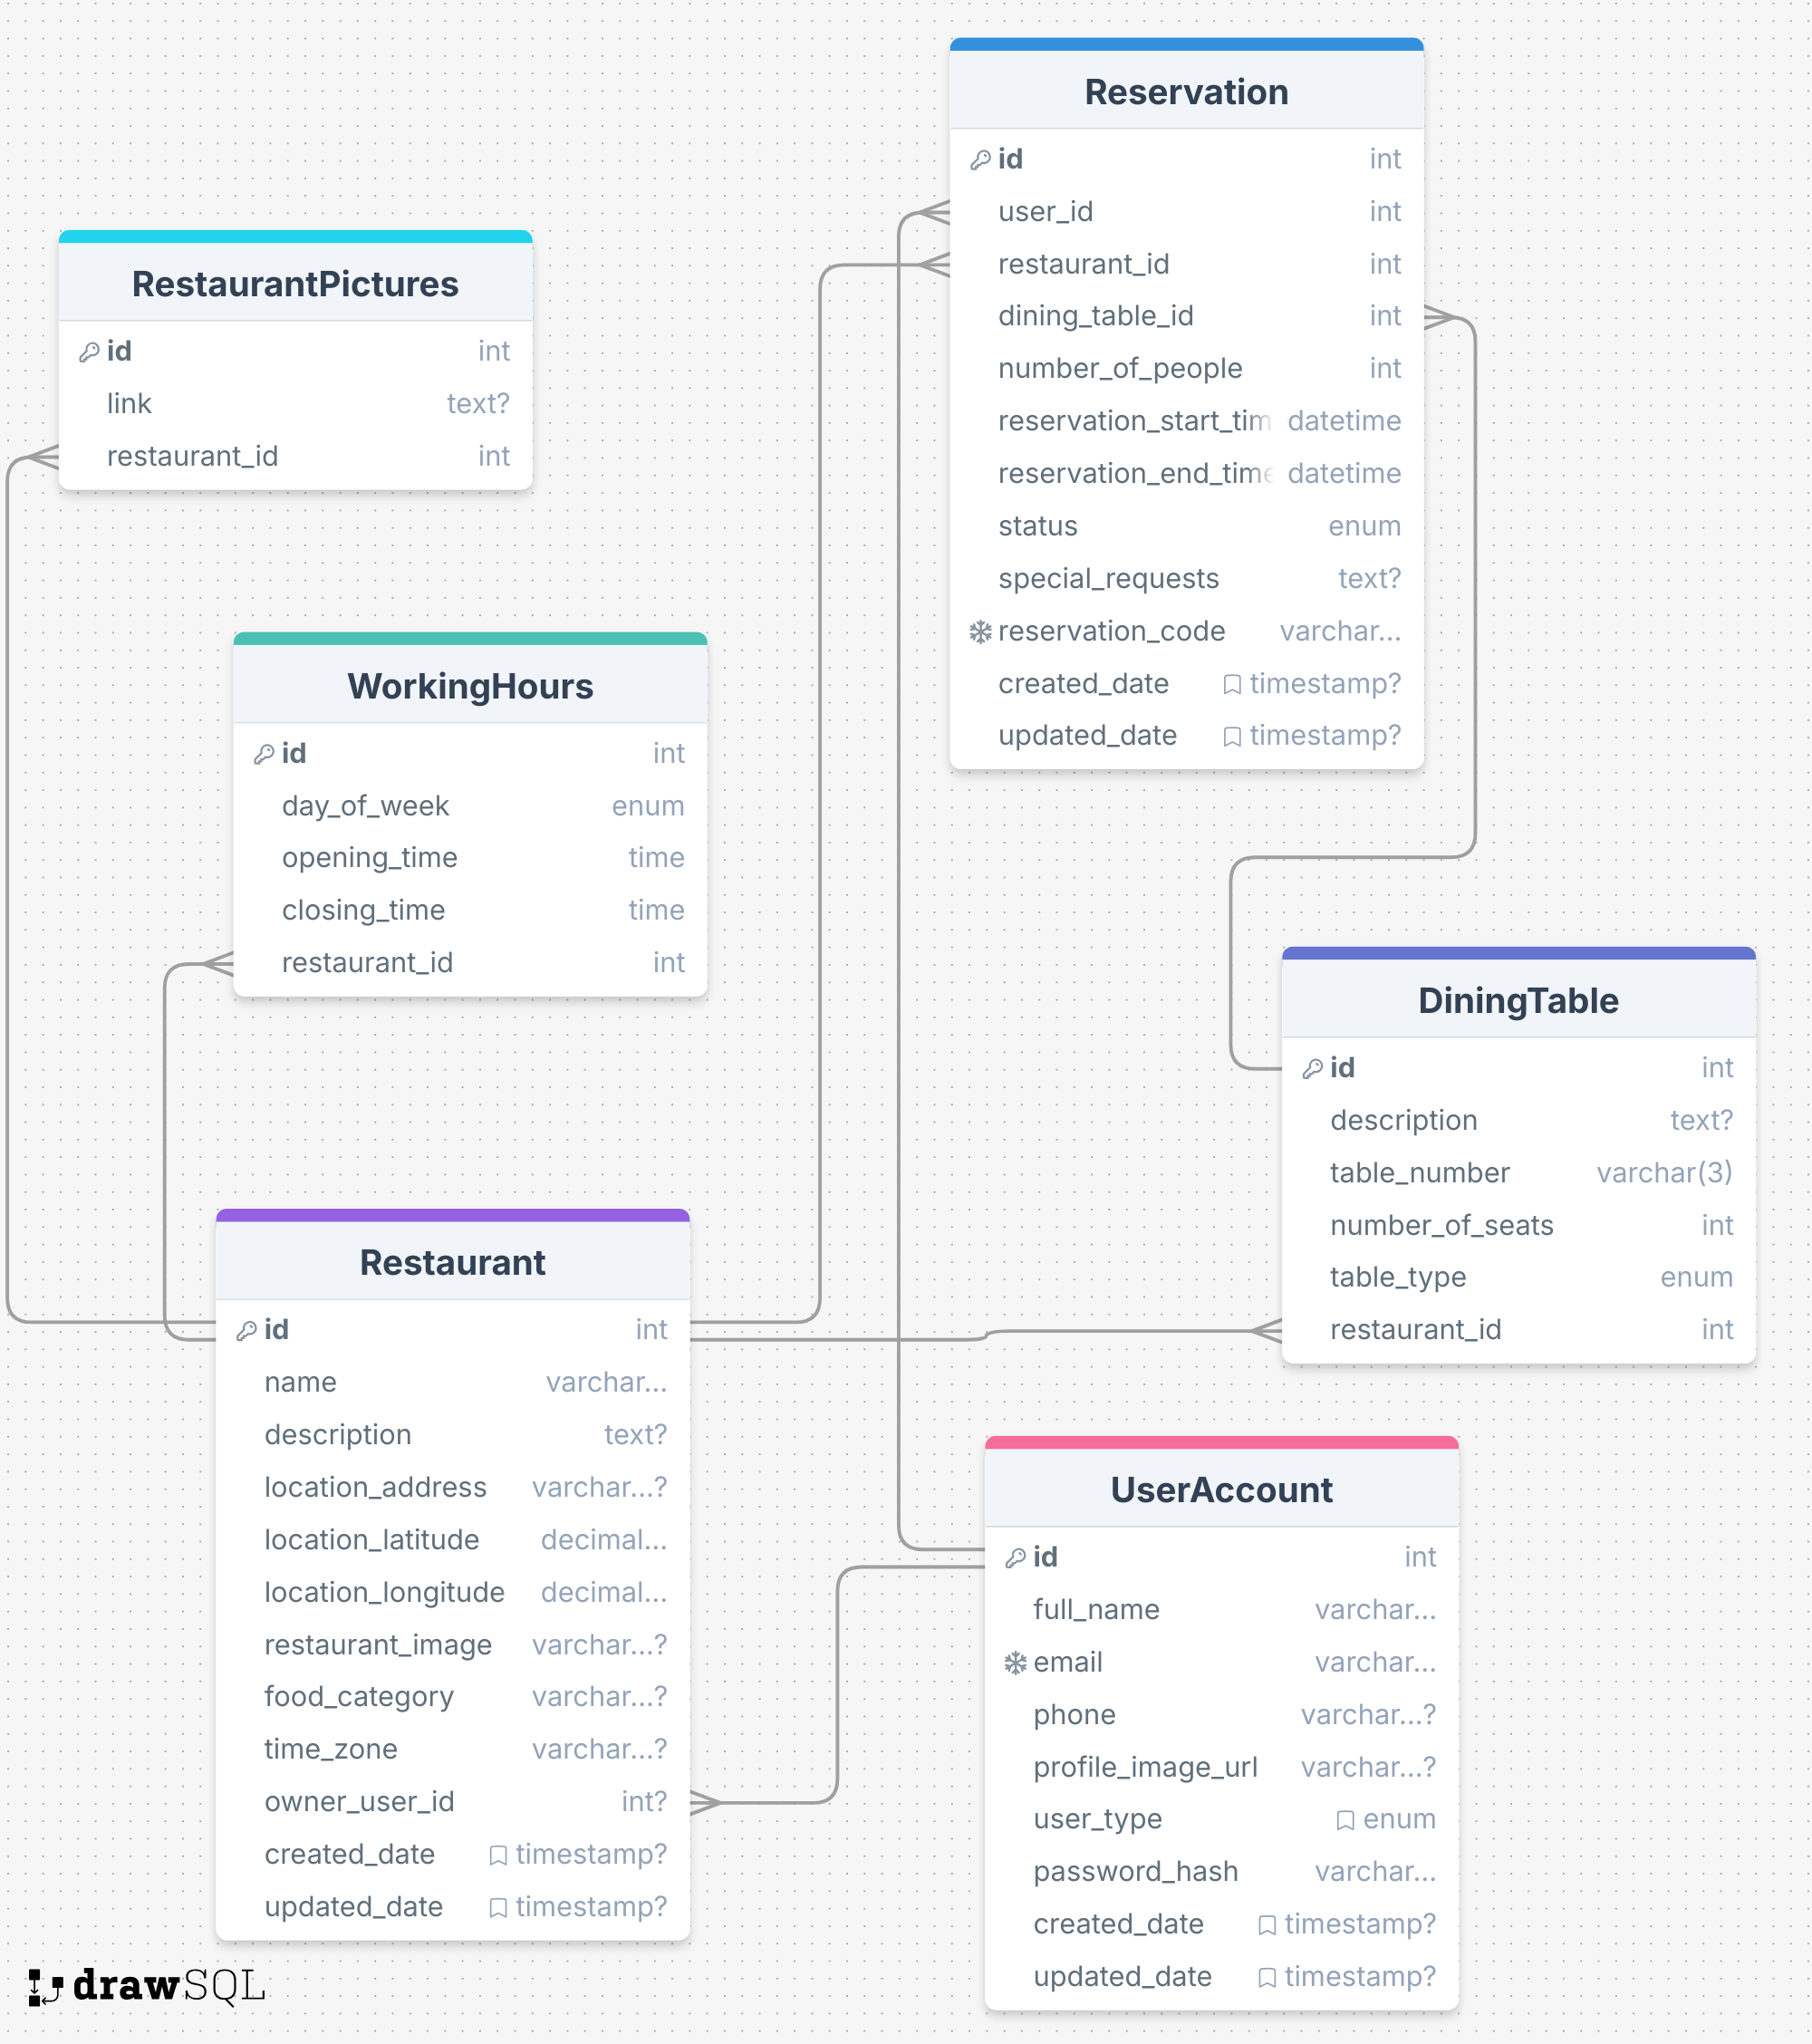 Reservation
id int
user_id int
restaurant_id int
dining_table_id int
number_of_people int
reservation_start_tim datetime
reservation_end_time datetime
status enum
special_requests text?
reservation_code varchar...
created_date timestamp?
updated_date timestamp?
RestaurantPictures
id int
link text?
restaurant_id int
WorkingHours
id int
day_of_week enum
opening_time time
closing_time time
restaurant_id int
DiningTable
id int
description text?
table_number varchar(3)
number_of_seats int
table_type enum
restaurant_id int
Restaurant
id int
name varchar...
description text?
location_address varchar...?
location_latitude decimal...
location_longitude decimal...
restaurant_image varchar...?
food_category varchar...?
time_zone varchar...?
owner_user_id int?
created_date timestamp?
updated_date timestamp?
UserAccount
id int
full_name varchar...
email varchar...
phone varchar...?
profile_image_url varchar...?
user_type enum
password_hash varchar...
created_date timestamp?
updated_date timestamp?
drawSQL